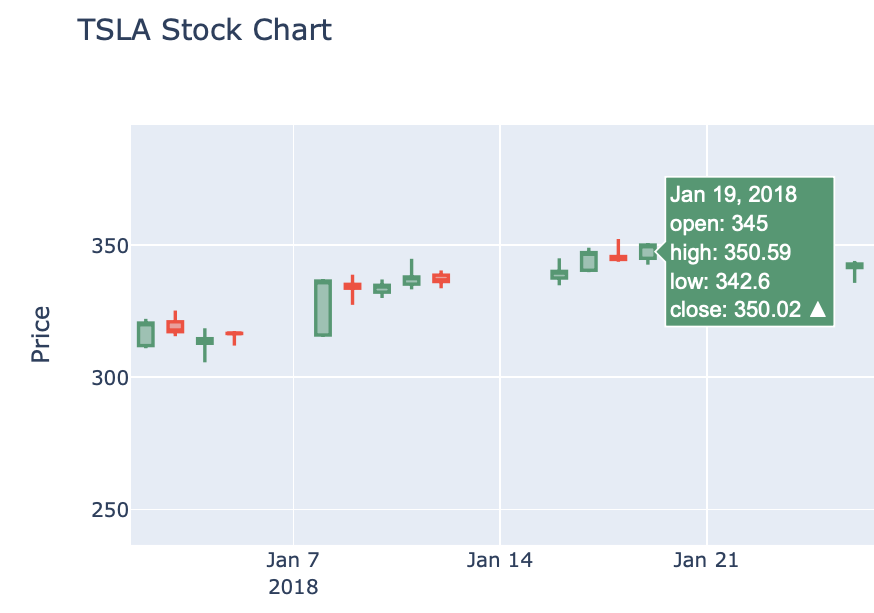 TSLA Stock Chart
Price
350
300
250
Jan 19, 2018
open: 345
high: 350.59
low: 342.6
close: 350.02 ▲
Jan 7
2018
Jan 14
Jan 21